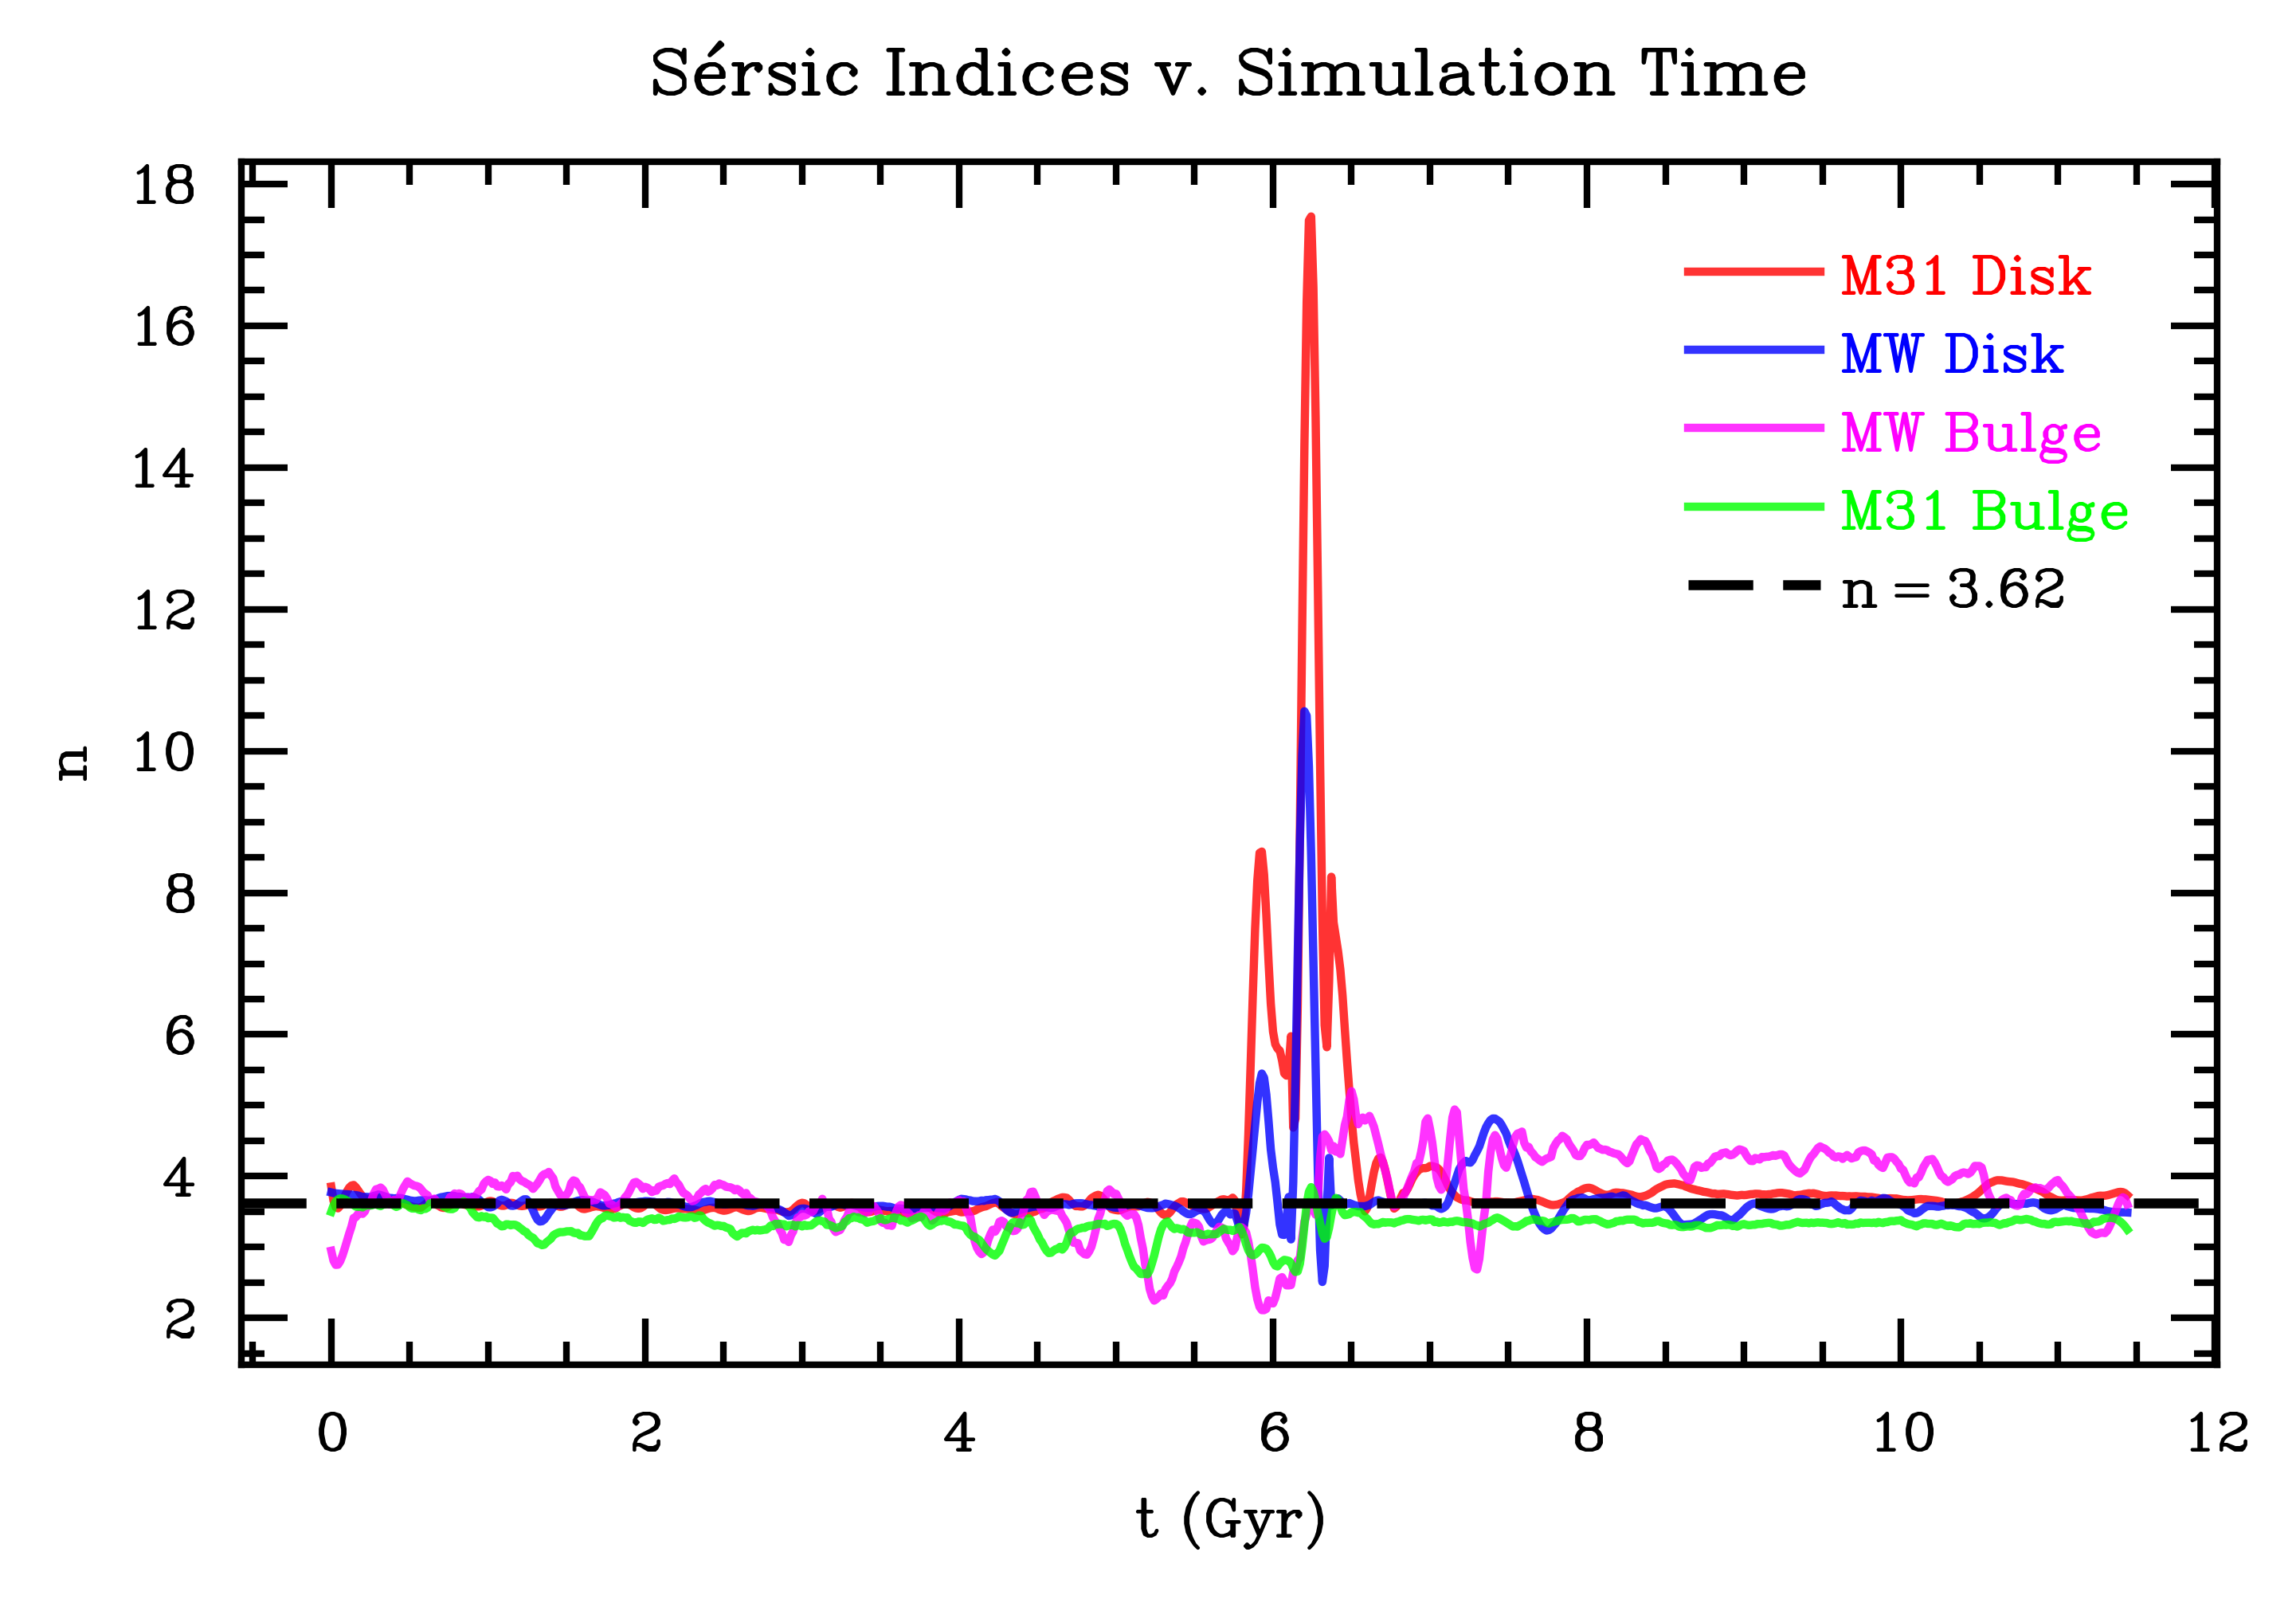 Sérsic Indices v. Simulation Time
18
16
14
12
10
8
6
4
2
n
M31 Disk
MW Disk
MW Bulge
M31 Bulge
n = 3.62
0 2 4 6 8 10 12
t (Gyr)